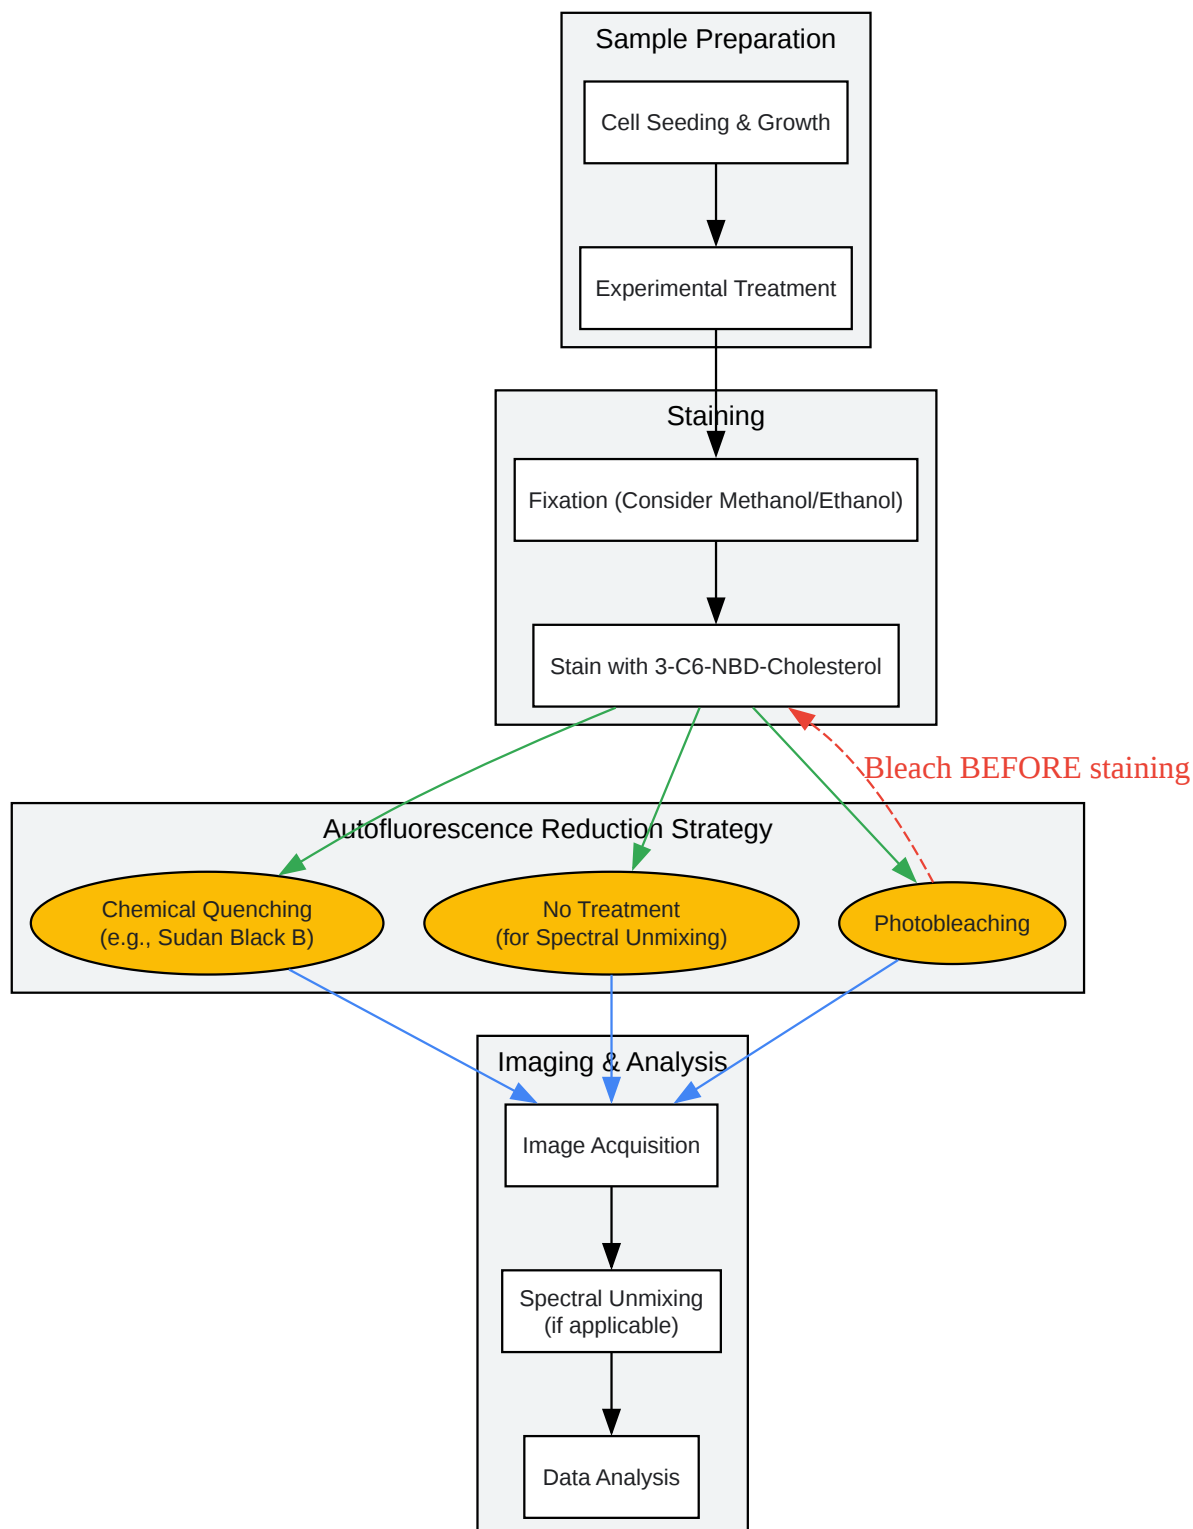 Sample Preparation
Cell Seeding & Growth
Experimental Treatment
Staining
Fixation (Consider Methanol/Ethanol)
Stain with 3-C6-NBD-Cholesterol
Bleach BEFORE staining
Autofluorescence Reduction Strategy
Chemical Quenching
(e.g., Sudan Black B)
No Treatment
(for Spectral Unmixing)
Photobleaching
Imaging & Analysis
Image Acquisition
Spectral Unmixing
(if applicable)
Data Analysis